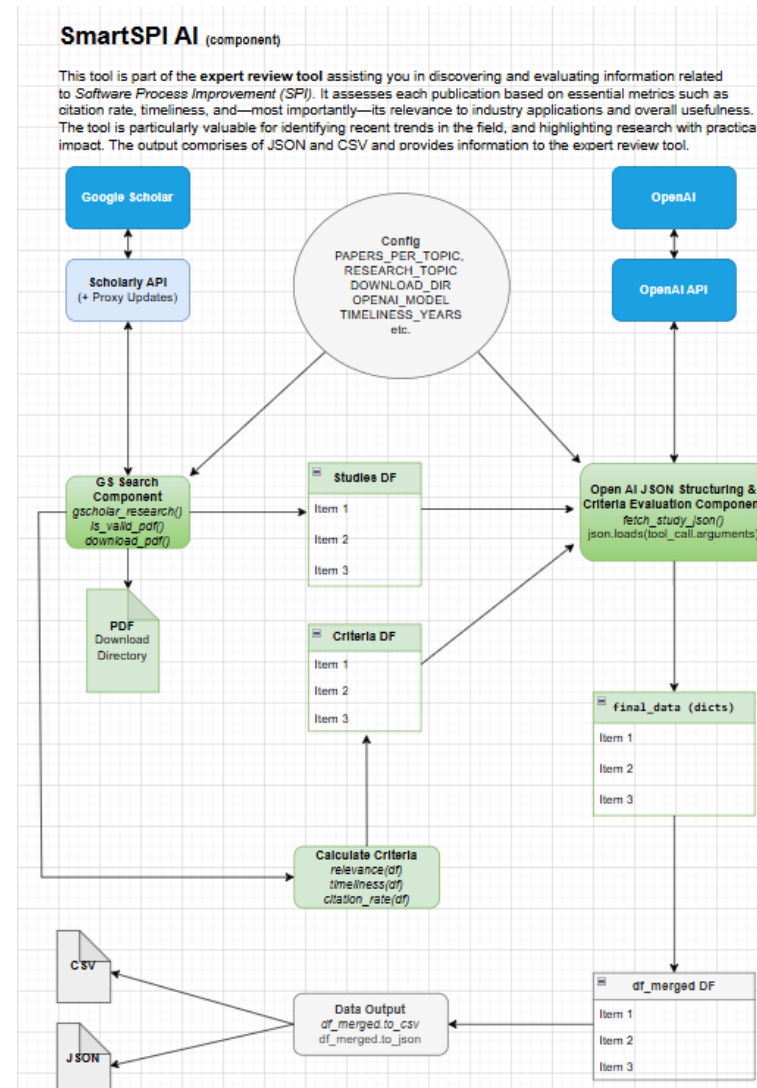 SmartSPI AI (component)
This tool is part of the expert review tool assisting you in discovering and evaluating information related
to Software Process Improvement (SPI). It assesses each publication based on essential metrics such as
citation rate, timeliness, and—most importantly—its relevance to industry applications and overall usefulness.
The tool is particularly valuable for identifying recent trends in the field, and highlighting research with practica
impact. The output comprises of JSON and CSV and provides information to the expert review tool.
Google Scholar
OpenAI
Config
PAPERS_PER_TOPIC,
RESEARCH_TOPIC
DOWNLOAD_DIR
OPENAI_MODEL
TIMELINESS_YEARS
etc.
Scholarly API
(+ Proxy Updates)
OpenAI API
GS Search
Component
gscholar_research()
is_valid_pdf()
download_pdf()
Studies DF
Item 1
Item 2
Item 3
Open AI JSON Structuring &
Criteria Evaluation Componen
fetch_study_json()
json.loads(tool_call.arguments)
PDF
Download
Directory
Criteria DF
Item 1
Item 2
Item 3
final_data (dicts)
Item 1
Item 2
Item 3
Calculate Criteria
relevance(df)
timeliness(df)
citation_rate(df)
CSV
JSON
Data Output
df_merged.to_csv
df_merged.to_json
df_merged DF
Item 1
Item 2
Item 3